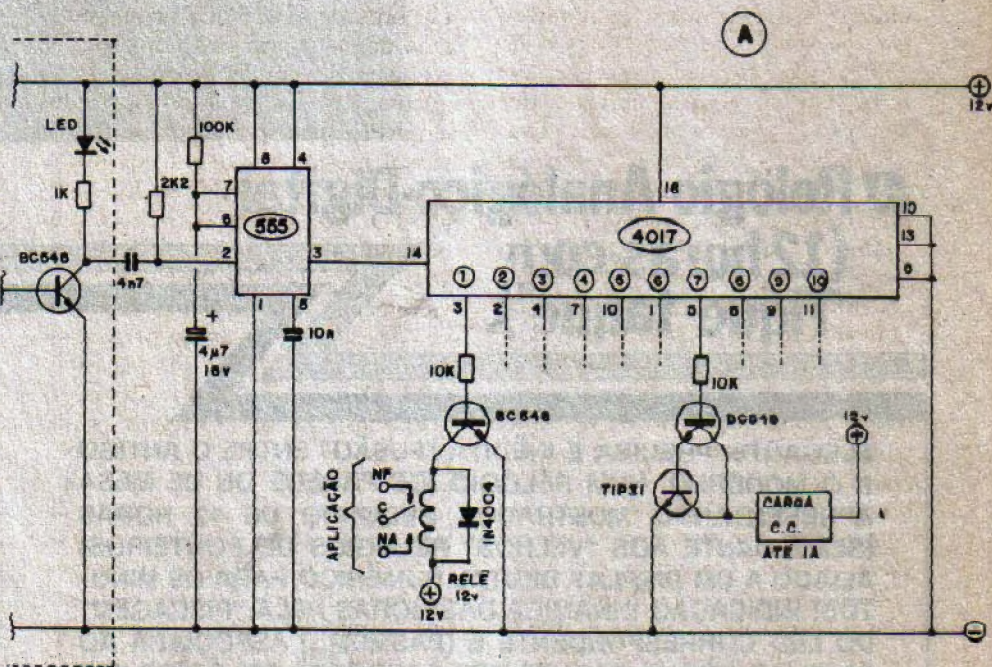 A
12v
LED
1K
BC548
4n7
2K2
100K
4µ7
16v
+
8
4
7
6
2
555
3
1
5
10n
14
16
4017
10
13
8
1
2
3
4
5
6
7
8
9
10
3
2
4
7
10
1
5
6
9
11
10K
BC548
10K
BC548
TIP31
12v
CARGA
C.C.
ATÉ 1A
APLICAÇÃO
NF
C
NA
1N4004
RELÊ
12v
12v